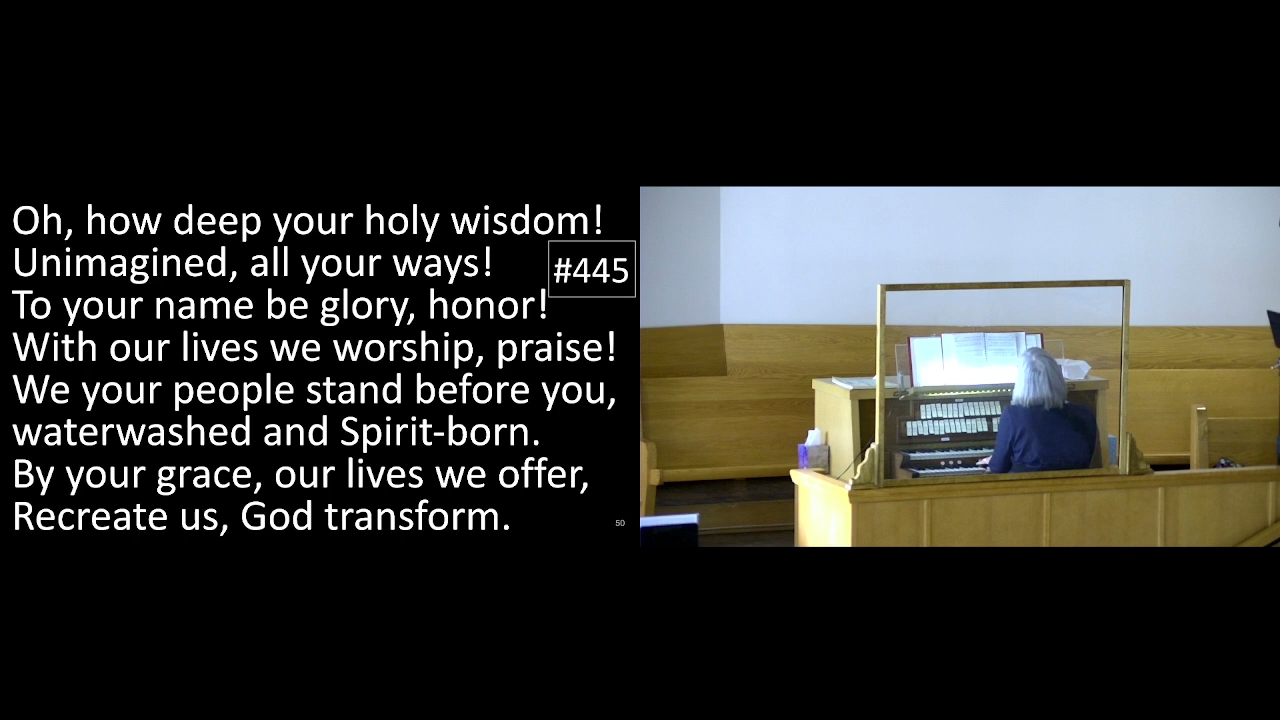 Oh, how deep your holy wisdom!
Unimagined, all your ways!
#445
To your name be glory, honor!
With our lives we worship, praise!
We your people stand before you,
waterwashed and Spirit-born.
By your grace, our lives we offer,
Recreate us, God transform.
50